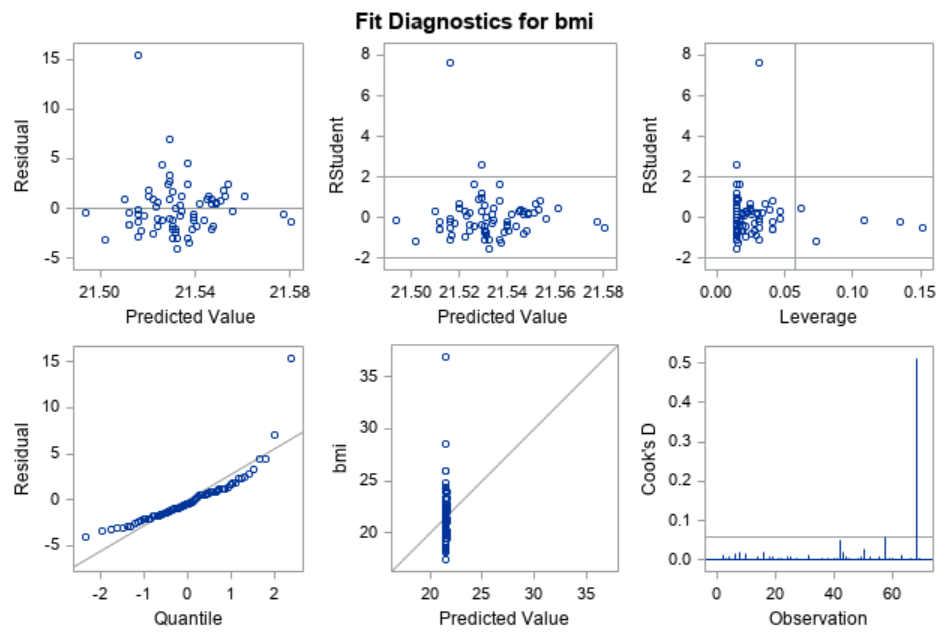 Fit Diagnostics for bmi
15
10
5
0
-5
Residual
21.50 21.54 21.58
Predicted Value
8
6
4
2
0
-2
RStudent
21.50 21.52 21.54 21.56 21.58
Predicted Value
8
6
4
2
0
-2
RStudent
0.00 0.05 0.10 0.15
Leverage
15
10
5
0
-5
Residual
-2 -1 0 1 2
Quantile
35
30
25
20
bmi
20 25 30 35
Predicted Value
0.5
0.4
0.3
0.2
0.1
0.0
Cook's D
0 20 40 60
Observation